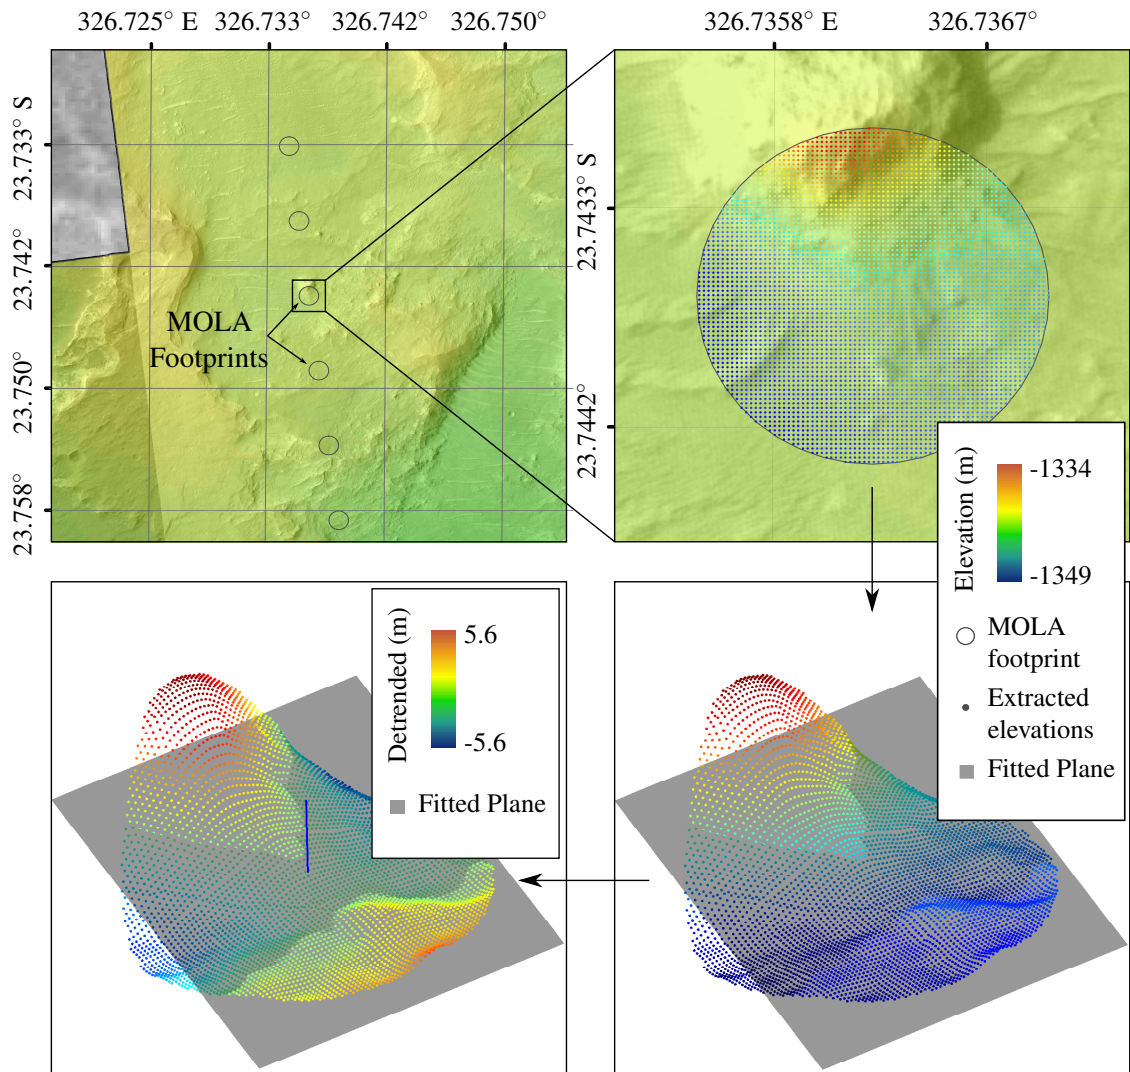 326.725° E 326.733° 326.742° 326.750°
23.733° S
23.742°
23.750°
23.758°
MOLA
Footprints
326.7358° E 326.7367°
23.7433° S
23.7442°
Elevation (m)
-1334
-1349
MOLA
footprint
Extracted
elevations
Fitted Plane
Detrended (m)
5.6
-5.6
Fitted Plane